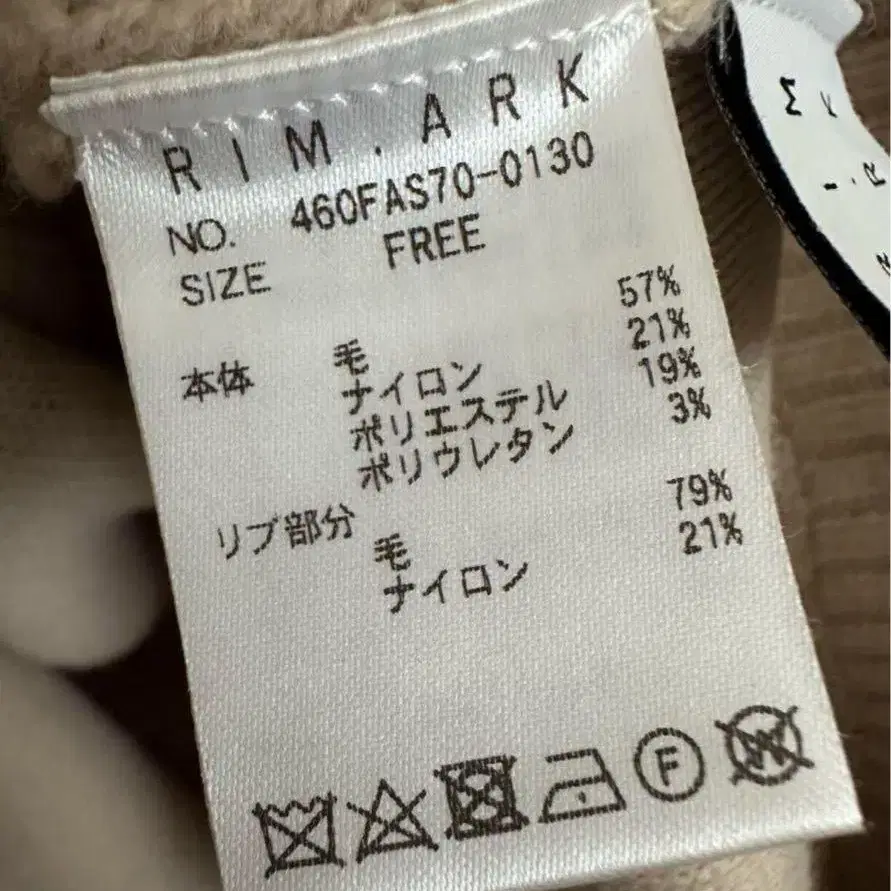 RIM.ARK
NO. 460FAS70-0130
SIZE FREE
本体 毛 57%
ナイロン 21%
ポリエステル 19%
ポリウレタン 3%
リブ部分 毛 79%
ナイロン 21%
F
W